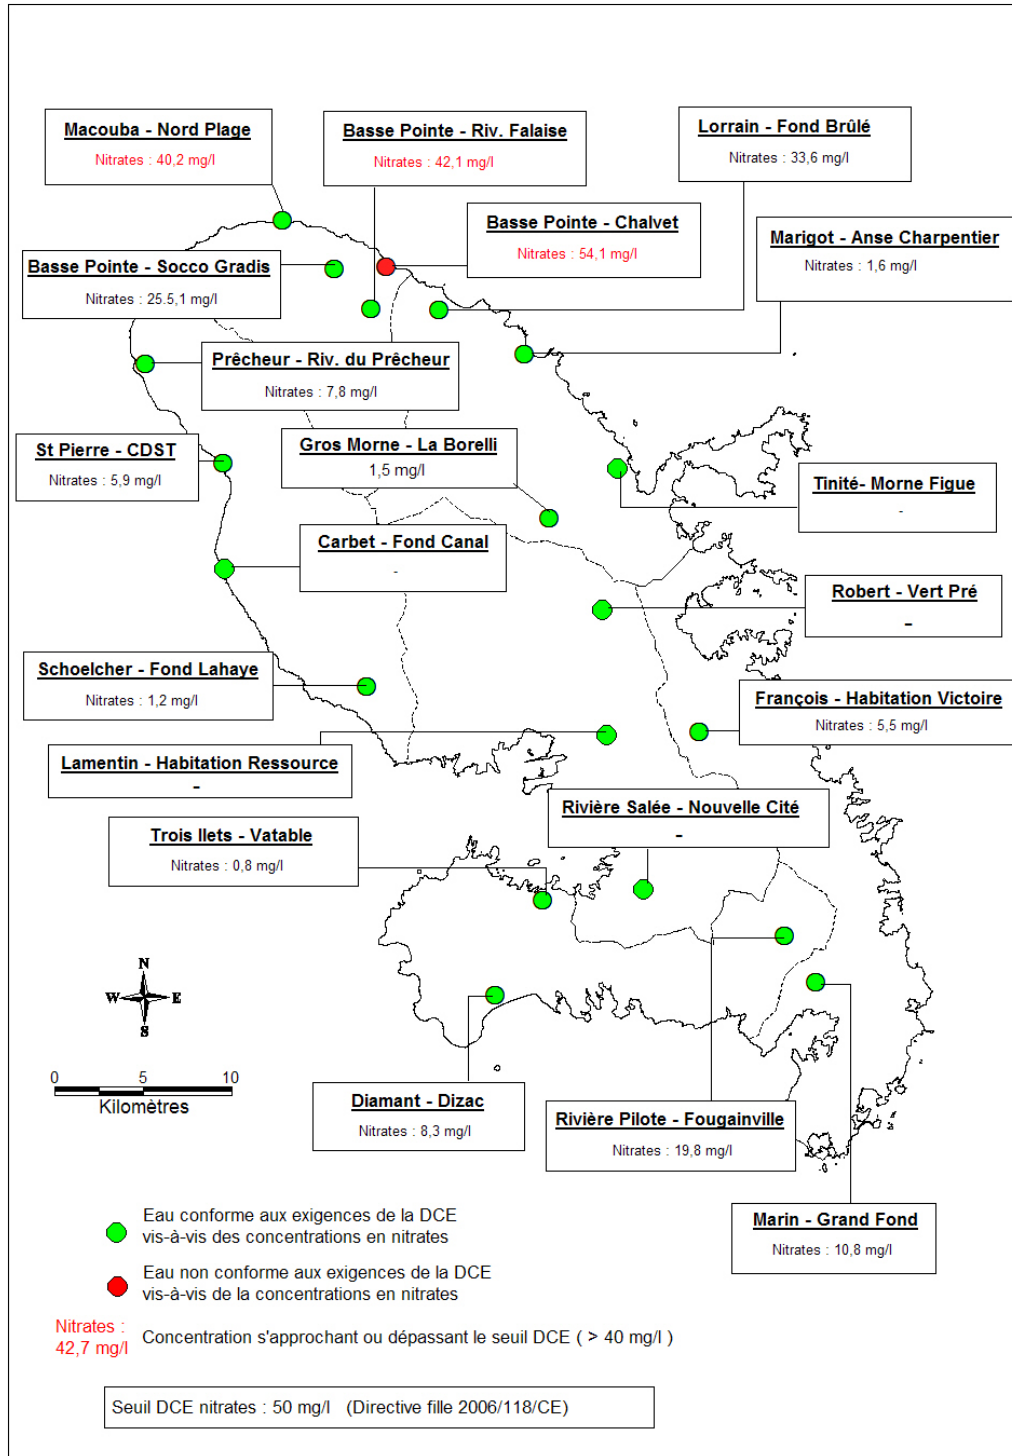 Macouba - Nord Plage
Nitrates : 40,2 mg/l
Basse Pointe - Riv. Falaise
Nitrates : 42,1 mg/l
Lorrain - Fond Brûlé
Nitrates : 33,6 mg/l
Basse Pointe - Chalvet
Nitrates : 54,1 mg/l
Marigot - Anse Charpentier
Nitrates : 1,6 mg/l
Basse Pointe - Socco Gradis
Nitrates : 25.5,1 mg/l
Prêcheur - Riv. du Prêcheur
Nitrates : 7,8 mg/l
St Pierre - CDST
Nitrates : 5,9 mg/l
Gros Morne - La Borelli
1,5 mg/l
Tinité- Morne Figue
-
Carbet - Fond Canal
-
Robert - Vert Pré
-
Schoelcher - Fond Lahaye
Nitrates : 1,2 mg/l
François - Habitation Victoire
Nitrates : 5,5 mg/l
Lamentin - Habitation Ressource
-
Rivière Salée - Nouvelle Cité
-
Trois Ilets - Vatable
Nitrates : 0,8 mg/l
N
W E
S
0 5 10
Kilomètres
Diamant - Dizac
Nitrates : 8,3 mg/l
Rivière Pilote - Fougainville
Nitrates : 19,8 mg/l
Marin - Grand Fond
Nitrates : 10,8 mg/l
Eau conforme aux exigences de la DCE
vis-à-vis des concentrations en nitrates
Eau non conforme aux exigences de la DCE
vis-à-vis de la concentrations en nitrates
Nitrates :
42,7 mg/l
Concentration s'approchant ou dépassant le seuil DCE ( > 40 mg/l )
Seuil DCE nitrates : 50 mg/l (Directive fille 2006/118/CE)